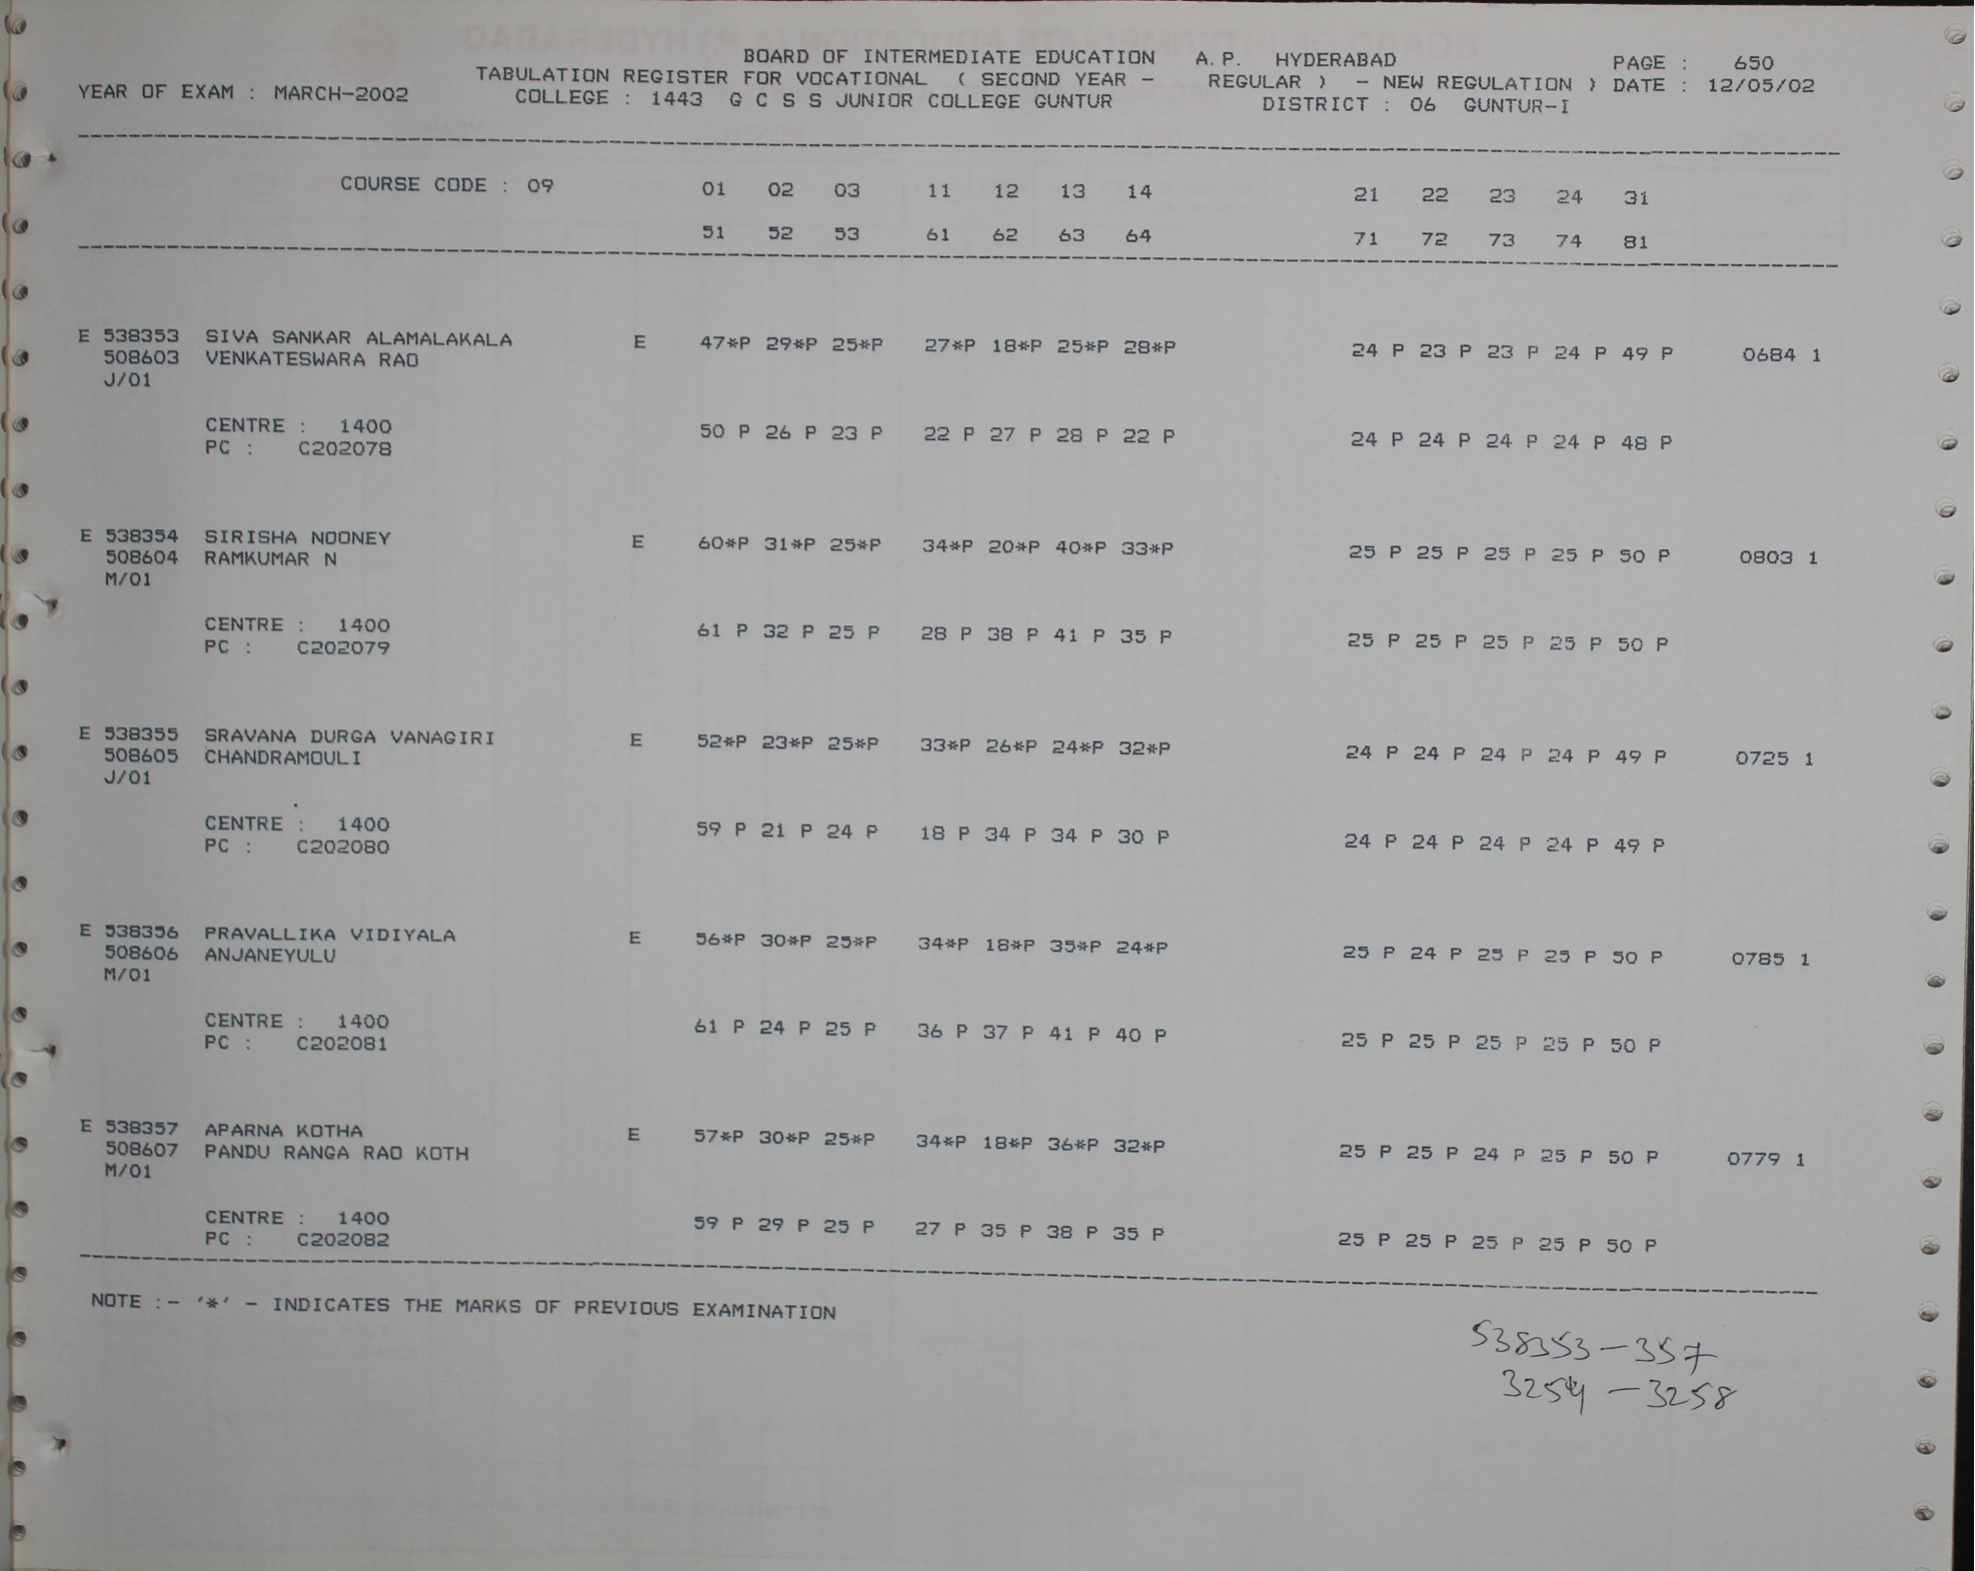 BOARD OF INTERMEDIATE EDUCATION A.P. HYDERABAD PAGE : 650
TABULATION REGISTER FOR VOCATIONAL ( SECOND YEAR - REGULAR ) - NEW REGULATION ) DATE : 12/05/02
YEAR OF EXAM : MARCH-2002 COLLEGE : 1443 G C S S JUNIOR COLLEGE GUNTUR DISTRICT : 06 GUNTUR-I
COURSE CODE : 09 01 02 03 11 12 13 14 21 22 23 24 31
51 52 53 61 62 63 64 71 72 73 74 81
E 538353 SIVA SANKAR ALAMALAKALA E 47*P 29*P 25*P 27*P 18*P 25*P 28*P 24 P 23 P 23 P 24 P 49 P 0684 1
508603 VENKATESWARA RAO
J/01
CENTRE : 1400 50 P 26 P 23 P 22 P 27 P 28 P 22 P 24 P 24 P 24 P 24 P 48 P
PC : C202078
E 538354 SIRISHA NOONEY E 60*P 31*P 25*P 34*P 20*P 40*P 33*P 25 P 25 P 25 P 25 P 50 P 0803 1
508604 RAMKUMAR N
M/01
CENTRE : 1400 61 P 32 P 25 P 28 P 38 P 41 P 35 P 25 P 25 P 25 P 25 P 50 P
PC : C202079
E 538355 SRAVANA DURGA VANAGIRI E 52*P 23*P 25*P 33*P 26*P 24*P 32*P 24 P 24 P 24 P 24 P 49 P 0725 1
508605 CHANDRAMOULI
J/01
CENTRE : 1400 59 P 21 P 24 P 18 P 34 P 34 P 30 P 24 P 24 P 24 P 24 P 49 P
PC : C202080
E 538356 PRAVALLIKA VIDIYALA E 56*P 30*P 25*P 34*P 18*P 35*P 24*P 25 P 24 P 25 P 25 P 50 P 0785 1
508606 ANJANEYULU
M/01
CENTRE : 1400 61 P 24 P 25 P 36 P 37 P 41 P 40 P 25 P 25 P 25 P 25 P 50 P
PC : C202081
E 538357 APARNA KOTHA E 57*P 30*P 25*P 34*P 18*P 36*P 32*P 25 P 25 P 24 P 25 P 50 P 0779 1
508607 PANDU RANGA RAO KOTH
M/01
CENTRE : 1400 59 P 29 P 25 P 27 P 35 P 38 P 35 P 25 P 25 P 25 P 25 P 50 P
PC : C202082
NOTE :- '*' - INDICATES THE MARKS OF PREVIOUS EXAMINATION
538353-357
3254-3258